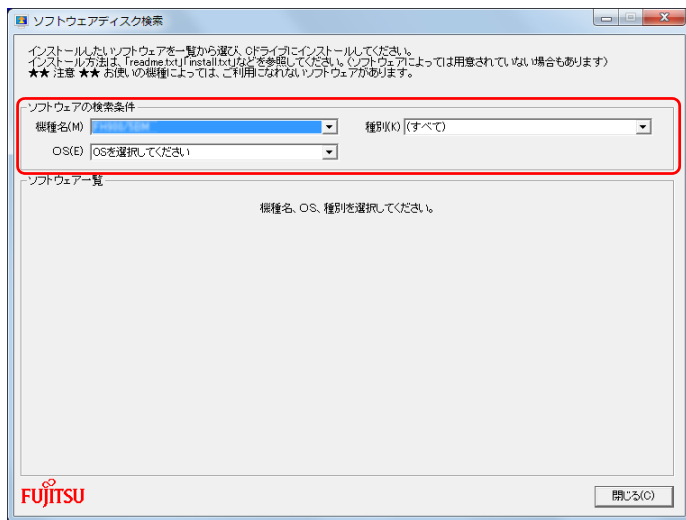 ソフトウェアディスク検索
インストールしたいソフトウェアを一覧から選び、Cドライブにインストールしてください。
インストール方法は、「readme.txt」「install.txt」などを参照してください。(ソフトウェアによっては用意されていない場合もあります)
★★ 注意 ★★ お使いの機種によっては、ご利用になれないソフトウェアがあります。
ソフトウェアの検索条件
機種名(M) 種別(K) (すべて)
OS(E) OSを選択してください
ソフトウェア一覧
機種名、OS、種別を選択してください。
FUJITSU 閉じる(C)